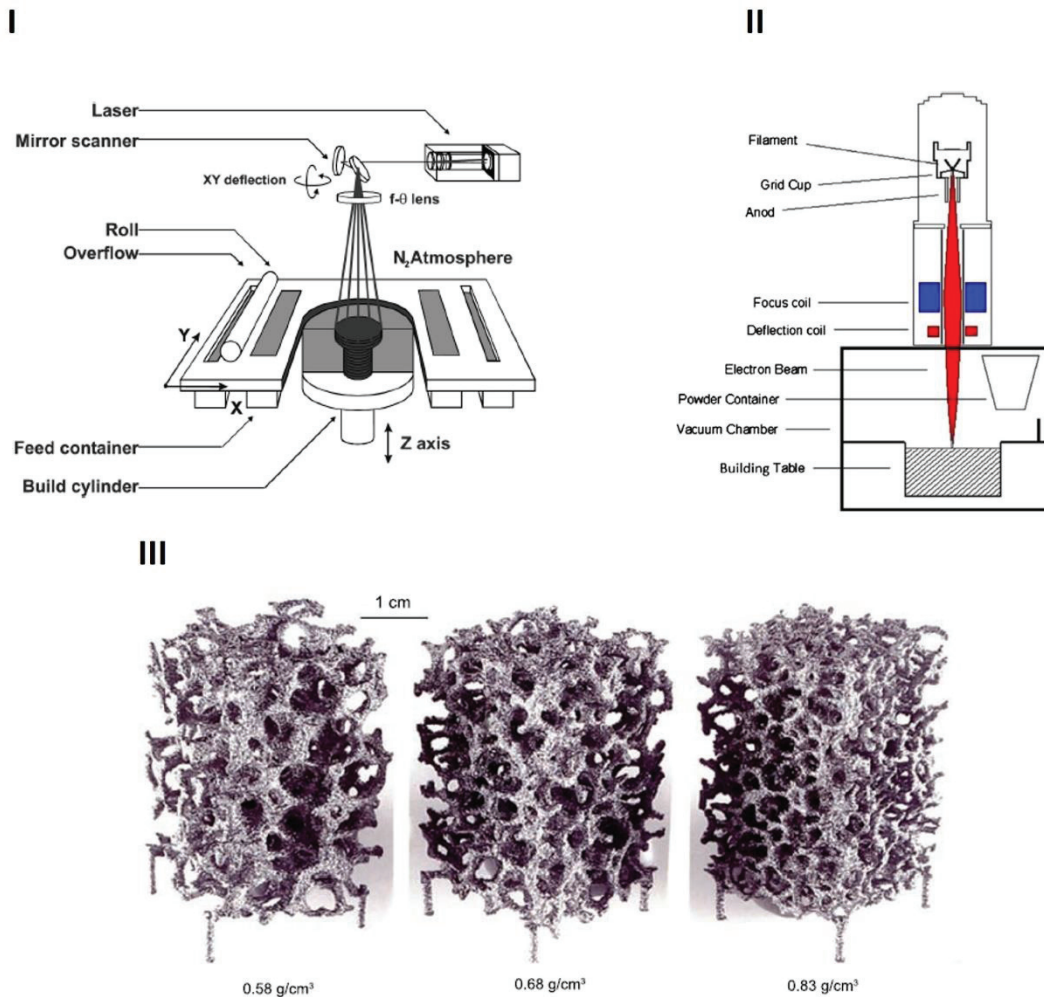 I
II
Laser
Mirror scanner
XY deflection
f-θ lens
Roll
Overflow
N₂Atmosphere
Y
X
Feed container
Z axis
Build cylinder
Filament
Grid Cup
Anod
Focus coil
Deflection coil
Electron Beam
Powder Container
Vacuum Chamber
Building Table
III
1 cm
0.58 g/cm³
0.68 g/cm³
0.83 g/cm³